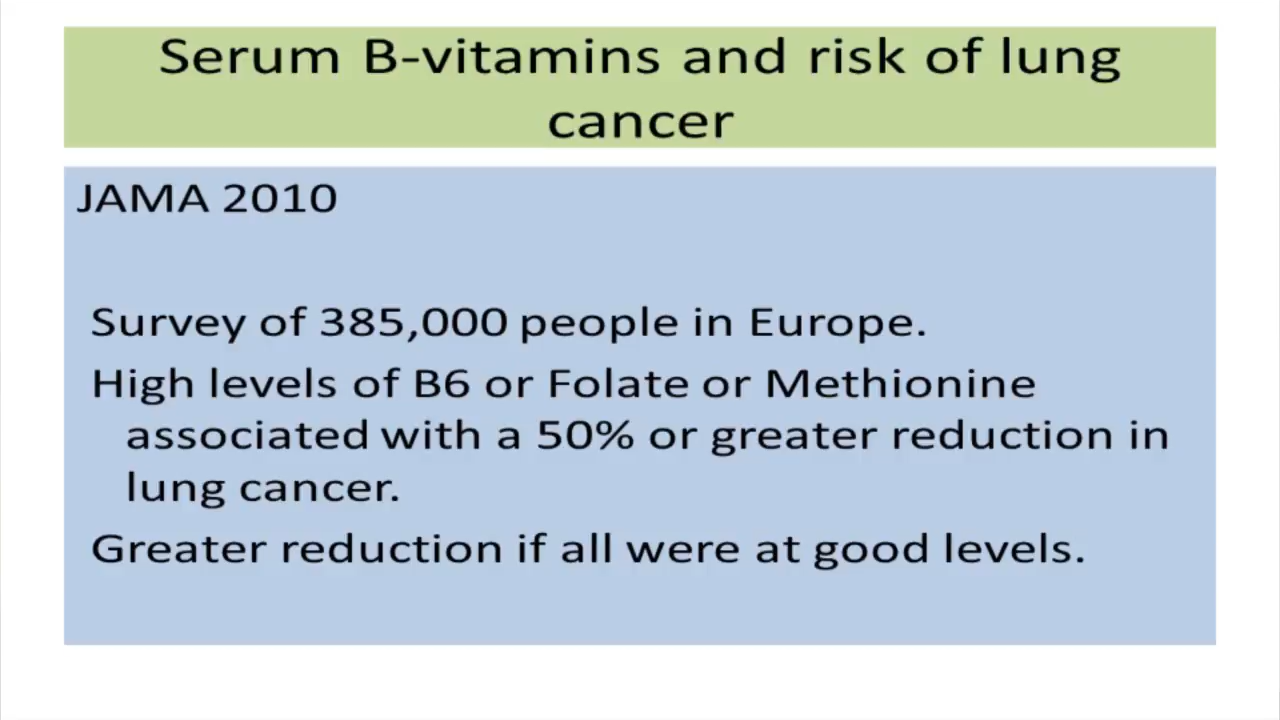 Serum B-vitamins and risk of lung
cancer
JAMA 2010
Survey of 385,000 people in Europe.
High levels of B6 or Folate or Methionine
associated with a 50% or greater reduction in
lung cancer.
Greater reduction if all were at good levels.